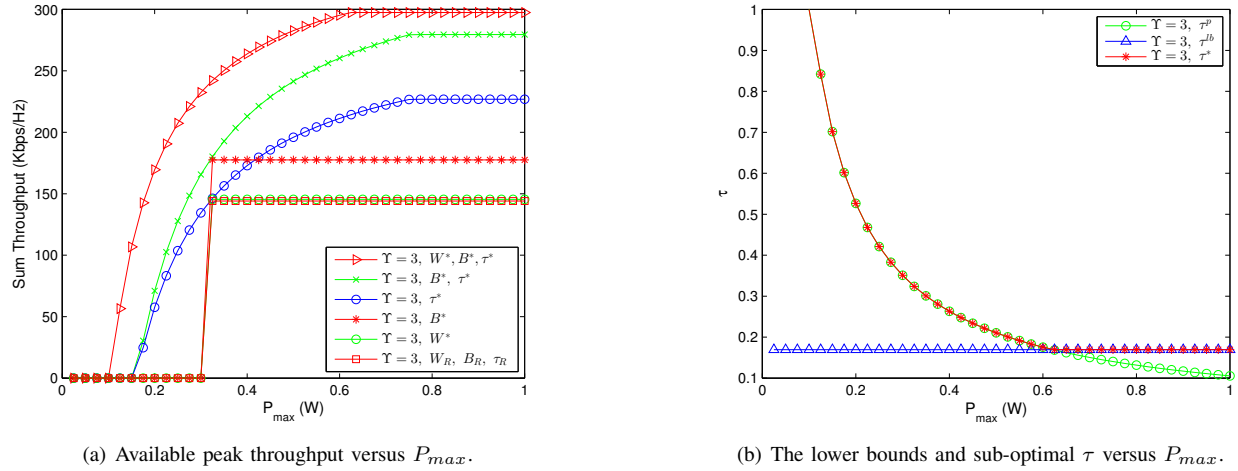 300
250
200
150
100
50
0
Sum Throughput (Kbps/Hz)
0.2 0.4 0.6 0.8 1
P_max (W)
ϒ = 3, W*, B*, τ*
ϒ = 3, B*, τ*
ϒ = 3, τ*
ϒ = 3, B*
ϒ = 3, W*
ϒ = 3, W_R, B_R, τ_R
(a) Available peak throughput versus P_max.
1
0.9
0.8
0.7
0.6
0.5
0.4
0.3
0.2
0.1
τ
0 0.2 0.4 0.6 0.8 1
P_max (W)
ϒ = 3, τ^p
ϒ = 3, τ^lb
ϒ = 3, τ*
(b) The lower bounds and sub-optimal τ versus P_max.